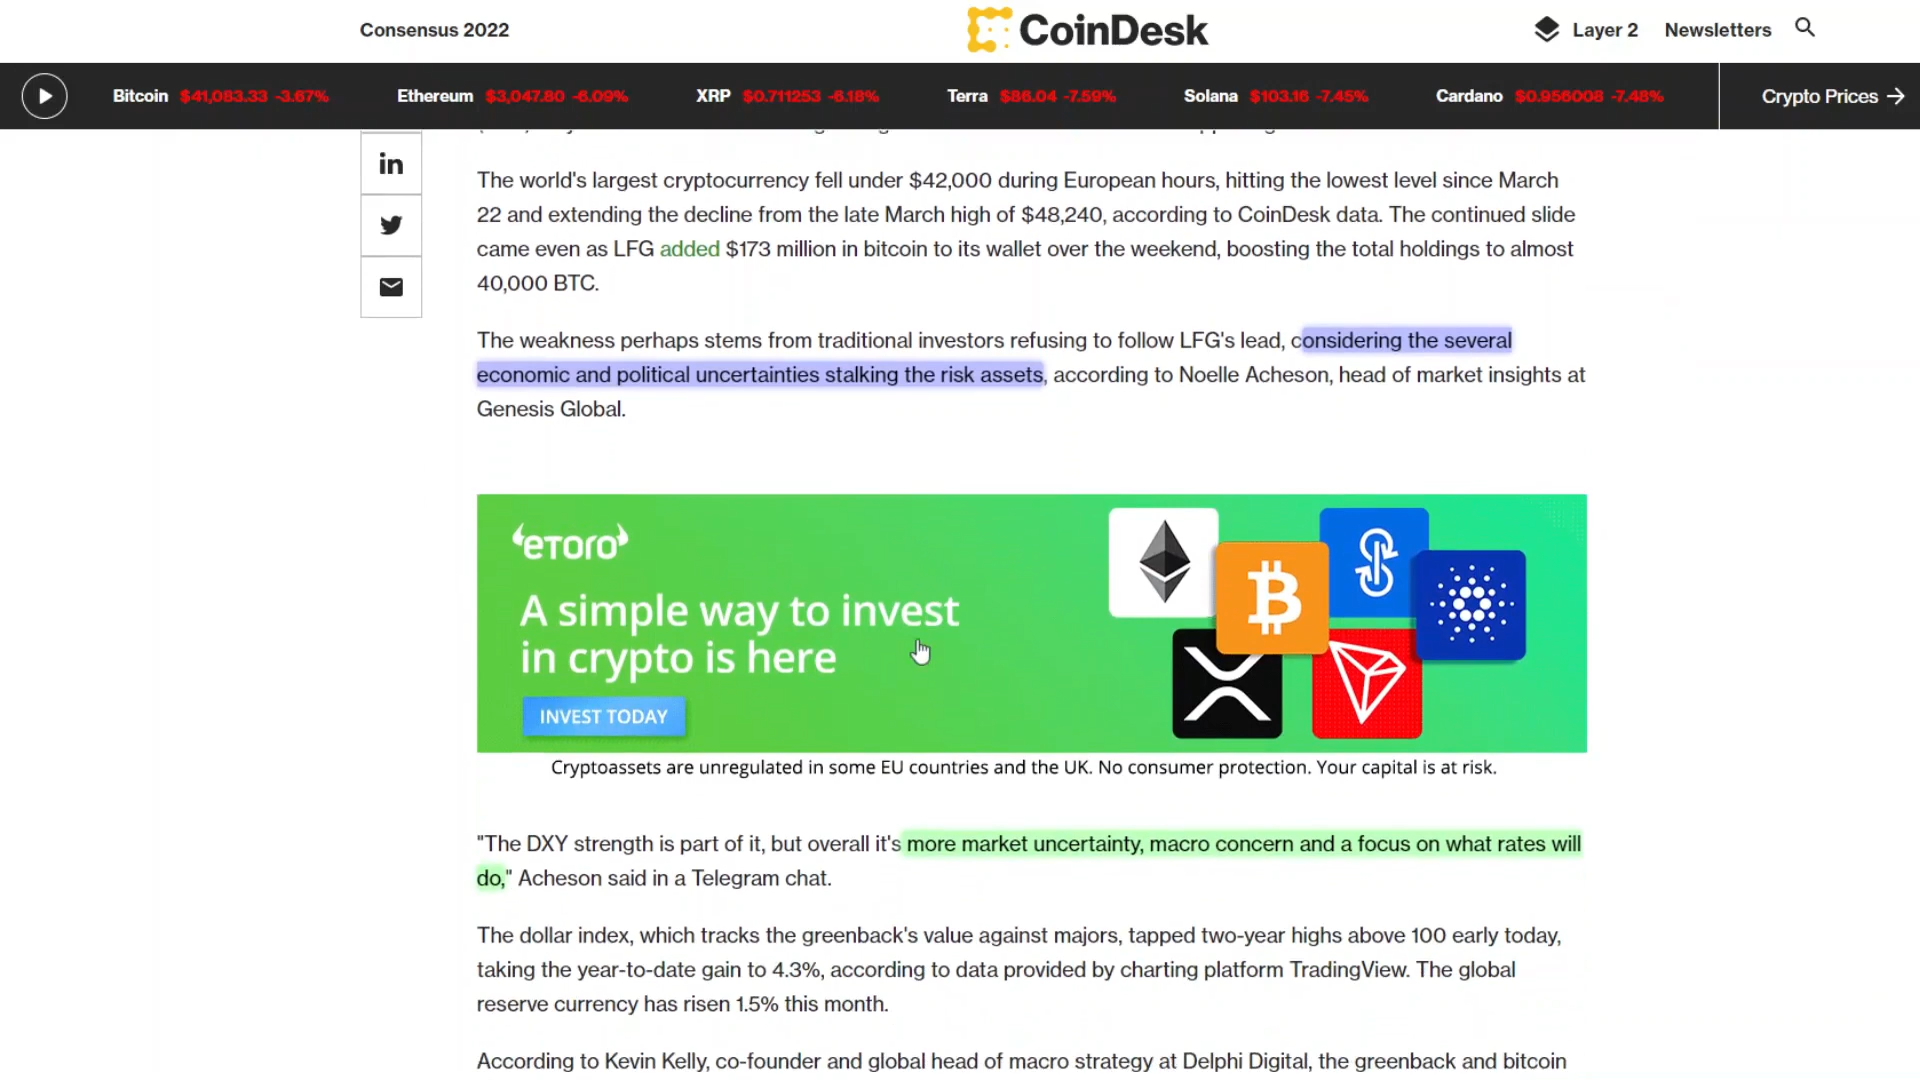 Consensus 2022
CoinDesk
Layer 2
Newsletters
Bitcoin $41,083.33 -3.67%
Ethereum $3,047.80 -6.09%
XRP $0.711253 -6.18%
Terra $86.04 -7.59%
Solana $103.16 -7.45%
Cardano $0.956008 -7.48%
Crypto Prices
The world's largest cryptocurrency fell under $42,000 during European hours, hitting the lowest level since March
22 and extending the decline from the late March high of $48,240, according to CoinDesk data. The continued slide
came even as LFG added $173 million in bitcoin to its wallet over the weekend, boosting the total holdings to almost
40,000 BTC.
The weakness perhaps stems from traditional investors refusing to follow LFG's lead, considering the several
economic and political uncertainties stalking the risk assets, according to Noelle Acheson, head of market insights at
Genesis Global.
eToro
A simple way to invest
in crypto is here
INVEST TODAY
Cryptoassets are unregulated in some EU countries and the UK. No consumer protection. Your capital is at risk.
"The DXY strength is part of it, but overall it's more market uncertainty, macro concern and a focus on what rates will
do," Acheson said in a Telegram chat.
The dollar index, which tracks the greenback's value against majors, tapped two-year highs above 100 early today,
taking the year-to-date gain to 4.3%, according to data provided by charting platform TradingView. The global
reserve currency has risen 1.5% this month.
According to Kevin Kelly, co-founder and global head of macro strategy at Delphi Digital, the greenback and bitcoin